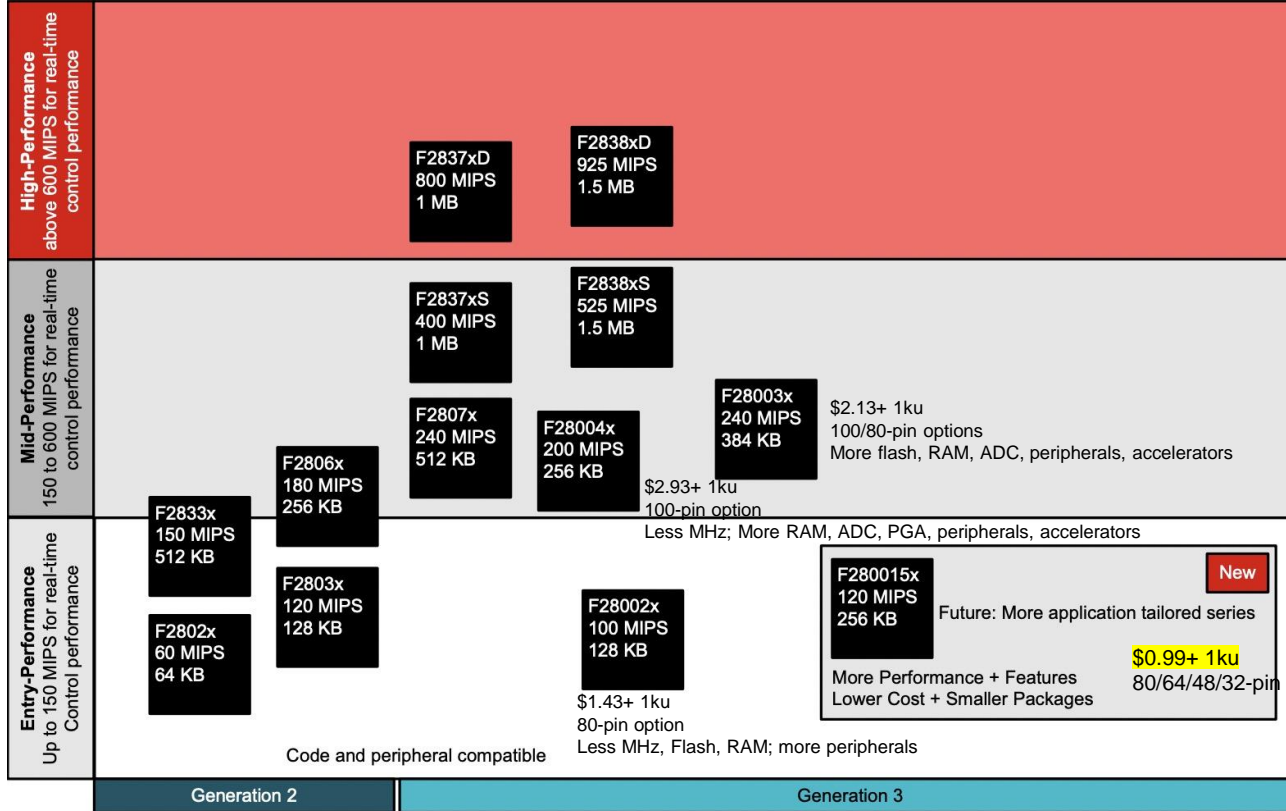 High-Performance
above 600 MIPS for real-time
control performance
F2837xD
800 MIPS
1 MB
F2838xD
925 MIPS
1.5 MB
Mid-Performance
150 to 600 MIPS for real-time
control performance
F2837xS
400 MIPS
1 MB
F2838xS
525 MIPS
1.5 MB
F2807x
240 MIPS
512 KB
F28004x
200 MIPS
256 KB
$2.93+ 1ku
100-pin option
Less MHz; More RAM, ADC, PGA, peripherals, accelerators
F28003x
240 MIPS
384 KB
$2.13+ 1ku
100/80-pin options
More flash, RAM, ADC, peripherals, accelerators
F2806x
180 MIPS
256 KB
F2833x
150 MIPS
512 KB
Entry-Performance
Up to 150 MIPS for real-time
Control performance
F2803x
120 MIPS
128 KB
F2802x
60 MIPS
64 KB
F28002x
100 MIPS
128 KB
$1.43+ 1ku
80-pin option
Less MHz, Flash, RAM; more peripherals
F280015x
120 MIPS
256 KB
New
Future: More application tailored series
$0.99+ 1ku
80/64/48/32-pin
More Performance + Features
Lower Cost + Smaller Packages
Code and peripheral compatible
Generation 2
Generation 3